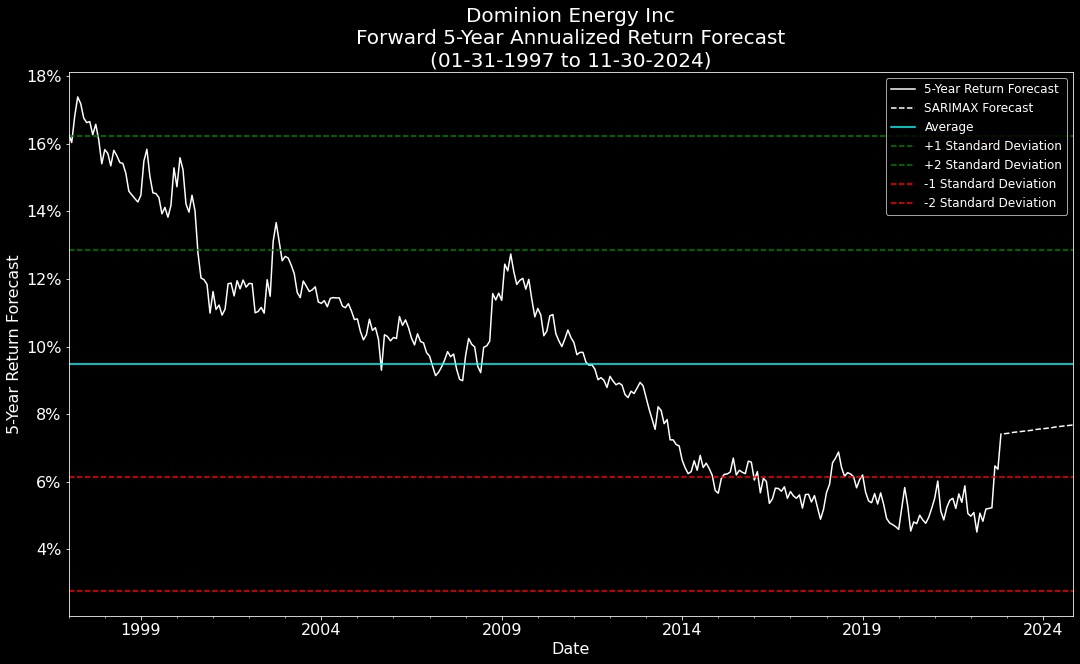 Dominion Energy Inc
Forward 5-Year Annualized Return Forecast
(01-31-1997 to 11-30-2024)
18%
16%
14%
12%
10%
8%
6%
4%
5-Year Return Forecast
5-Year Return Forecast
SARIMAX Forecast
Average
+1 Standard Deviation
+2 Standard Deviation
-1 Standard Deviation
-2 Standard Deviation
1999
2004
2009
2014
2019
2024
Date